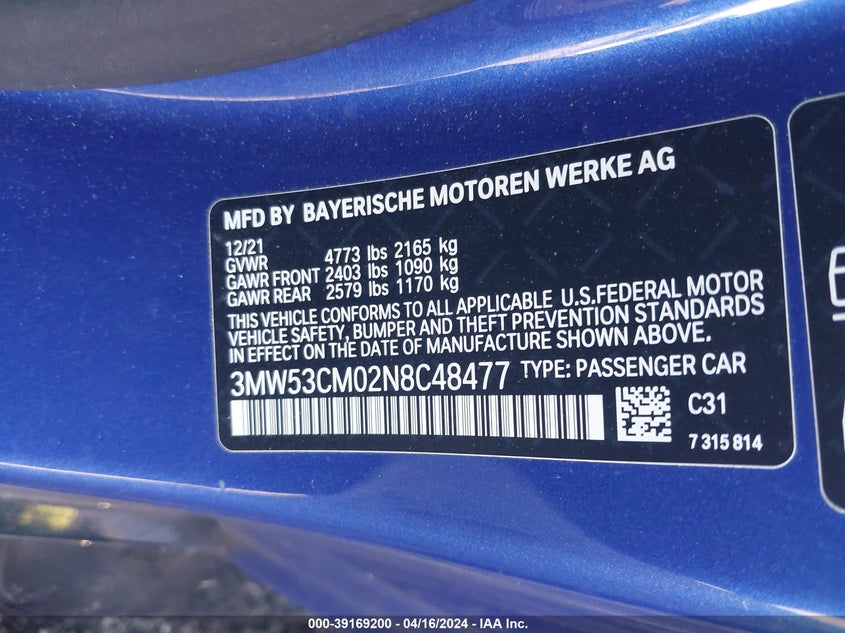 MFD BY BAYERISCHE MOTOREN WERKE AG
12/21
GVWR 4773 lbs 2165 kg
GAWR FRONT 2403 lbs 1090 kg
GAWR REAR 2579 lbs 1170 kg
THIS VEHICLE CONFORMS TO ALL APPLICABLE U.S.FEDERAL MOTOR
VEHICLE SAFETY, BUMPER AND THEFT PREVENTION STANDARDS
IN EFFECT ON THE DATE OF MANUFACTURE SHOWN ABOVE.
3MW53CM02N8C48477 TYPE: PASSENGER CAR
C31
7 315 814
000-39169200 - 04/16/2024 - IAA Inc.